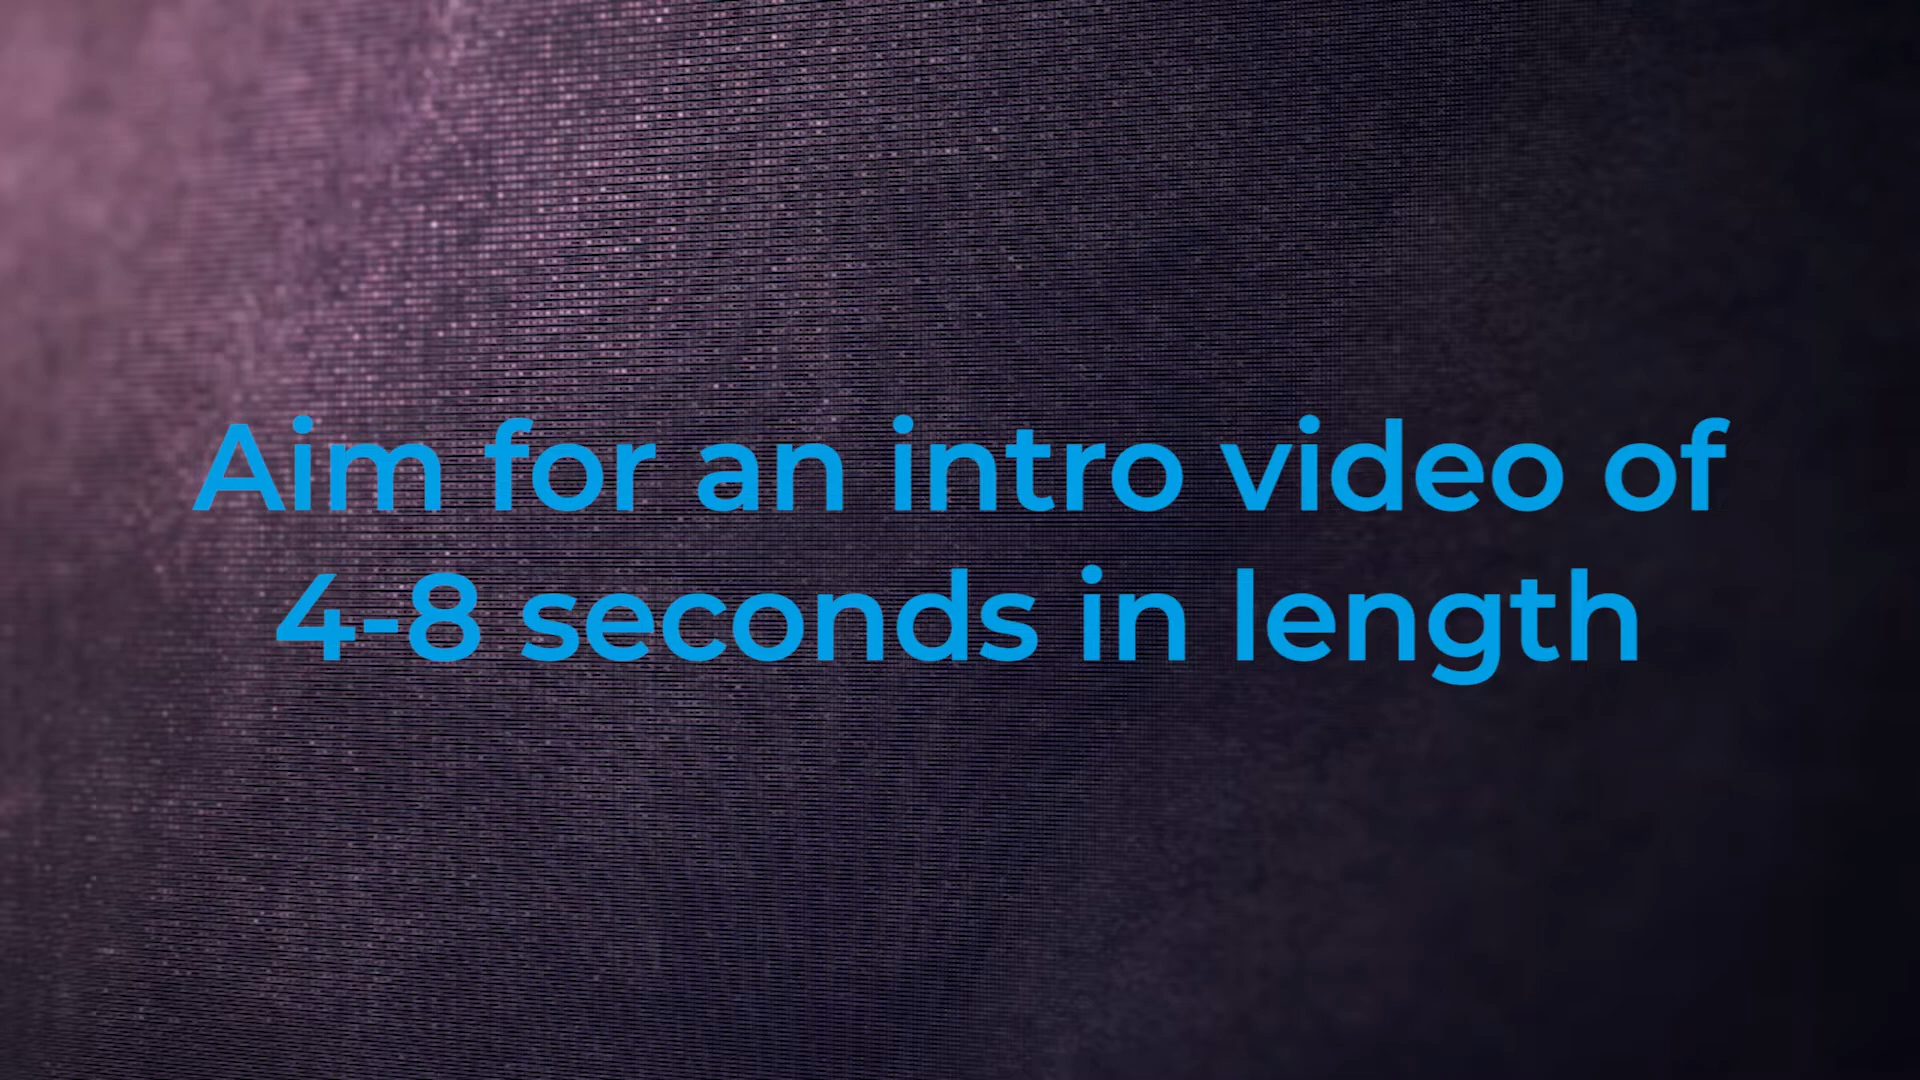 Aim for an intro video of
4-8 seconds in length